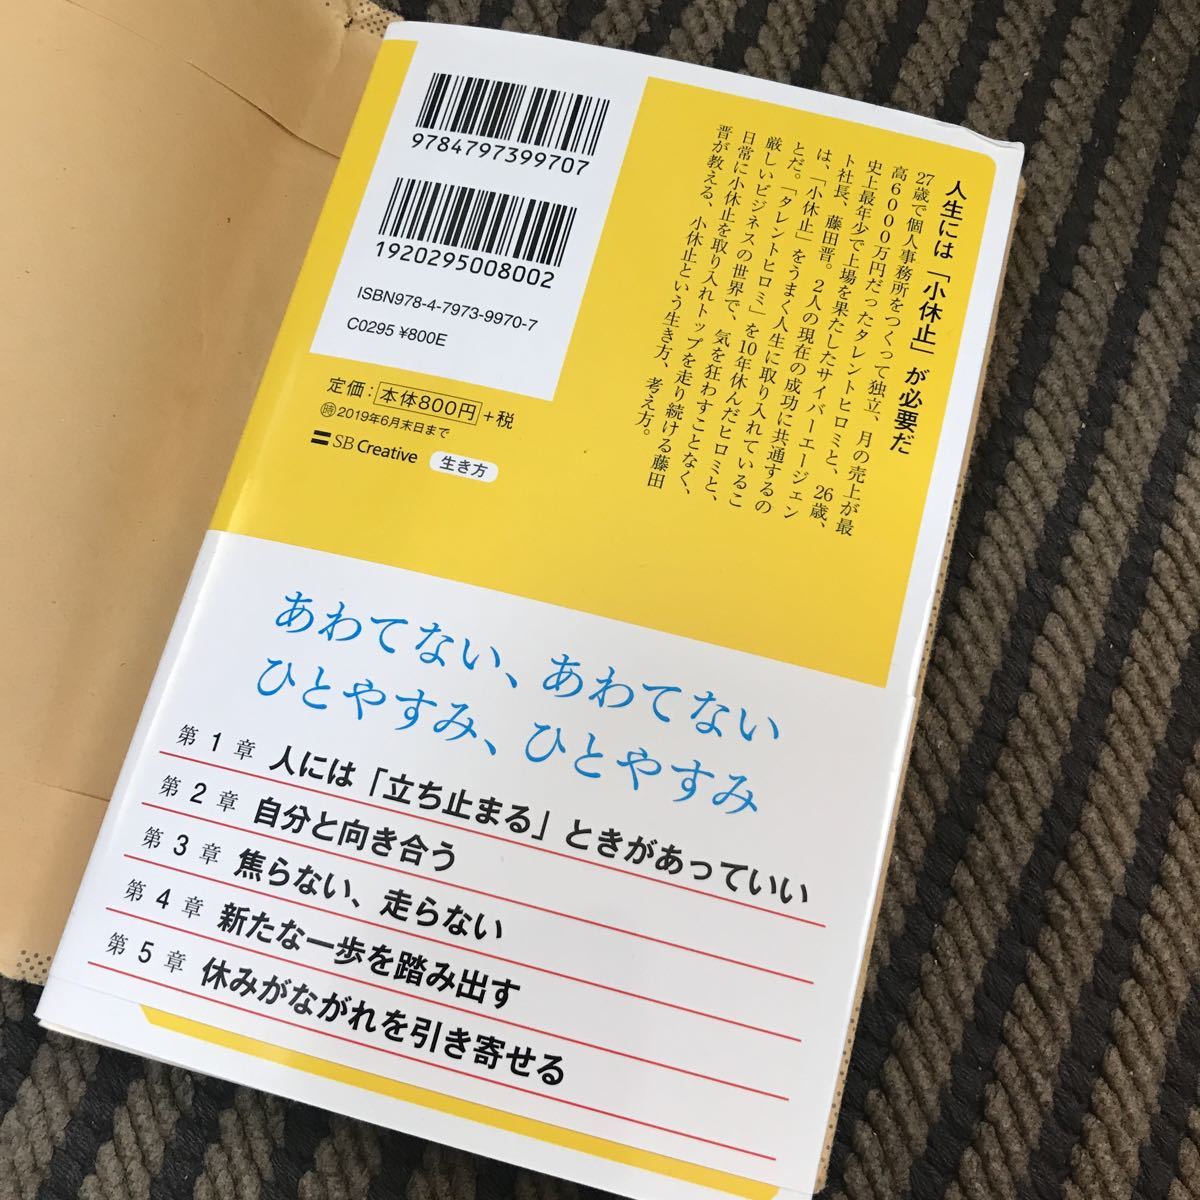 9784797399707
1920295008002
ISBN978-4-7973-9970-7
C0295 ¥800E
定価：本体800円+税
時2019年6月末日まで
SB Creative
生き方
人生には「小休止」が必要だ
27歳で個人事務所をつくって独立、月の売上が最
高6000万円だったタレントヒロミと、26歳、
史上最年少で上場を果たしたサイバーエージェン
ト社長、藤田晋。2人の現在の成功に共通するの
は、「小休止」をうまく人生に取り入れているこ
とだ。「タレントヒロミ」を10年休んだヒロミと、
厳しいビジネスの世界で、気を狂わすことなく、
日常に小休止を取り入れトップを走り続ける藤田
晋が教える、小休止という生き方、考え方。
あわてない、あわてない
ひとやすみ、ひとやすみ
第1章 人には「立ち止まる」ときがあっていい
第2章 自分と向き合う
第3章 焦らない、走らない
第4章 新たな一歩を踏み出す
第5章 休みがながれを引き寄せる